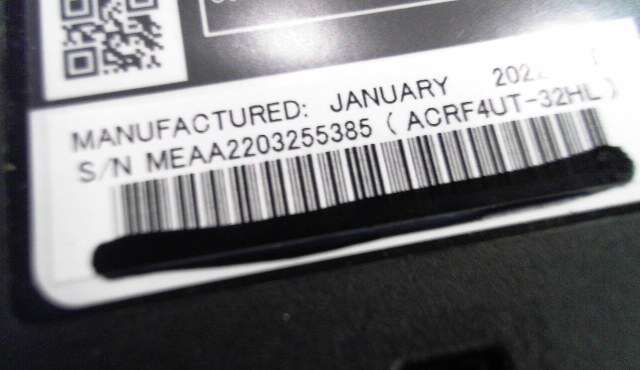 MANUFACTURED: JANUARY
S/N MEAA2203255385 (ACRF4UT-32HL)